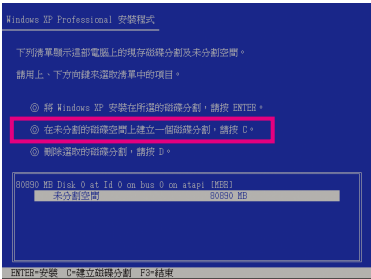 Windows XP Professional 安裝程式
下列清單顯示這部電腦上的現存磁碟分割及未分割空間。
請用上、下方向鍵來選取清單中的項目。
◎ 將 Windows XP 安裝在所選的磁碟分割,請按 ENTER。
◎ 在未分割的磁碟空間上建立一個磁碟分割,請按 C。
◎ 刪除選取的磁碟分割,請按 D。
80890 MB Disk 0 at Id 0 on bus 0 on atapi [MBR]
未分割空間 80890 MB
ENTER=安裝 C=建立磁碟分割 F3=結束